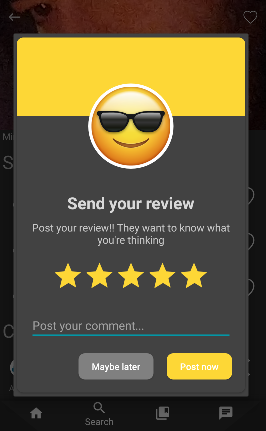 Mi
S
Send your review
Post your review!! They want to know what
you're thinking
Post your comment...
C
Maybe later
Post now
A
Search